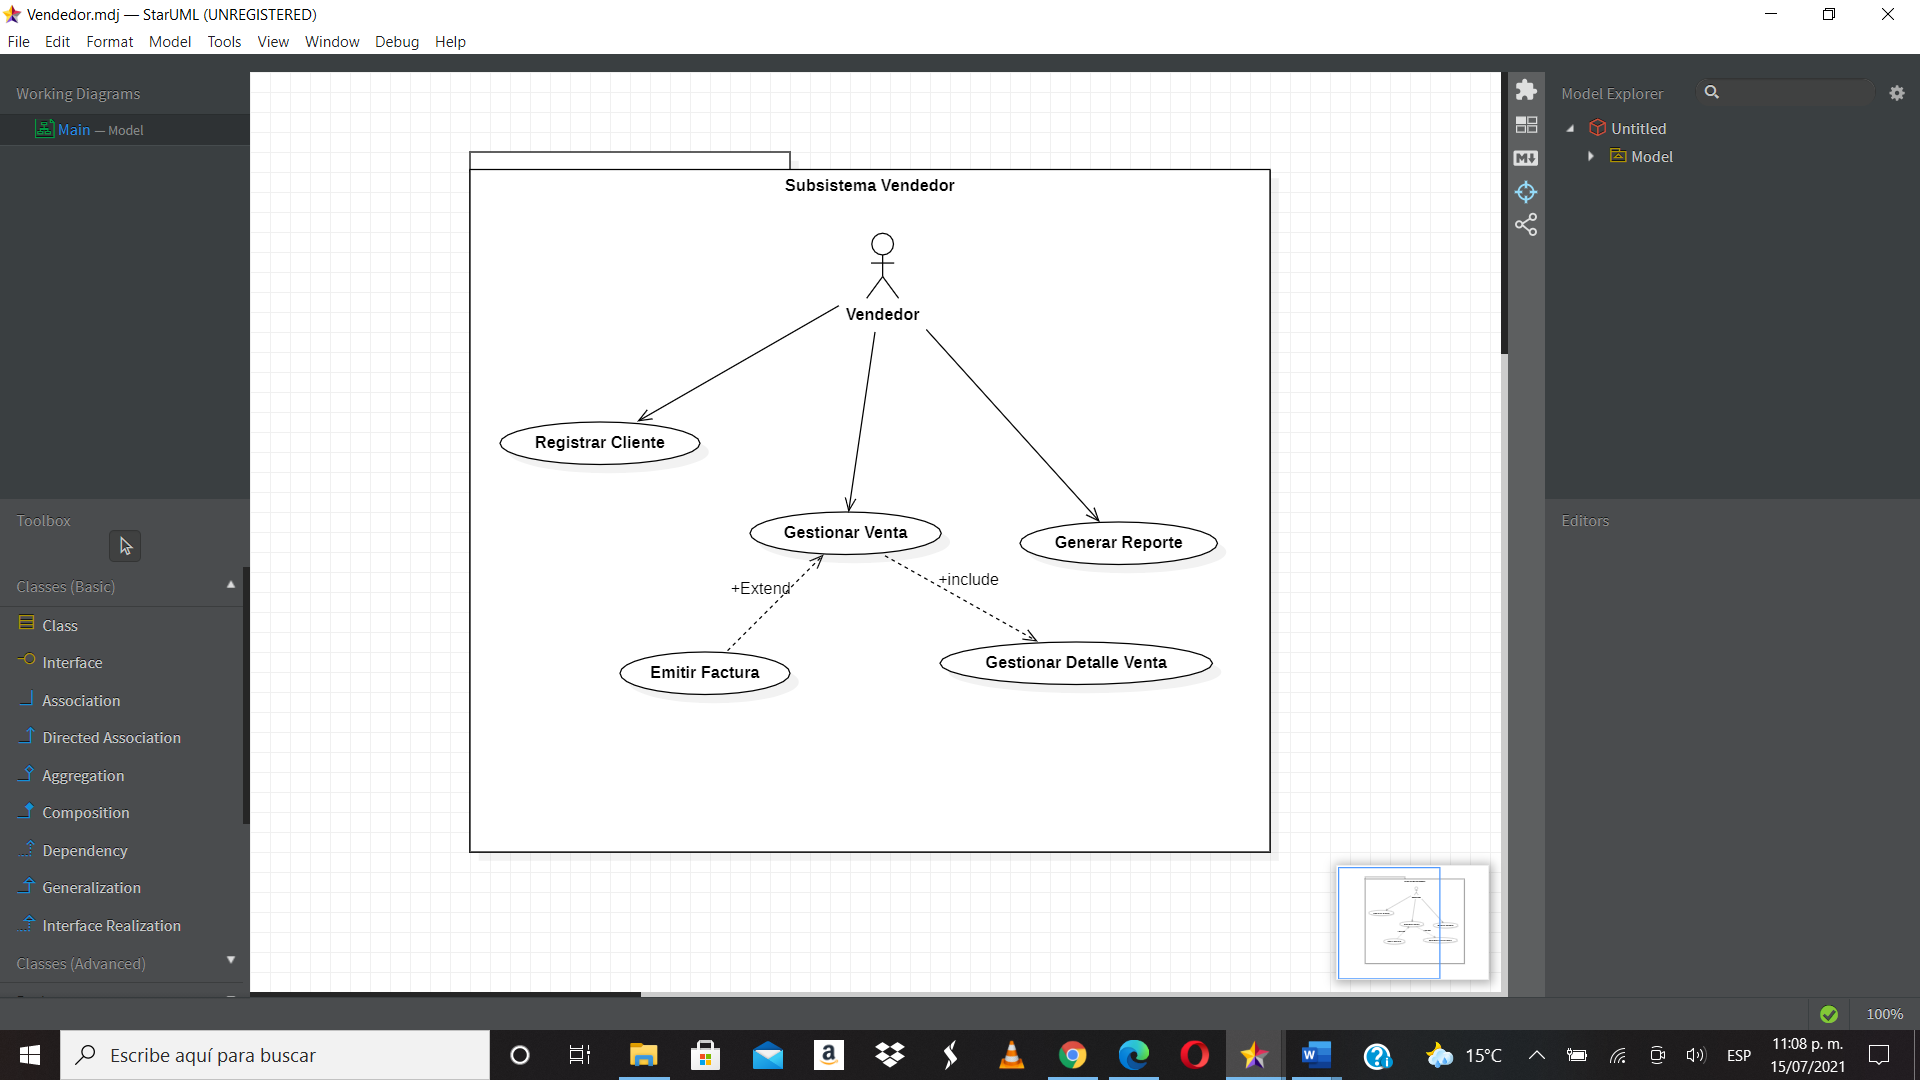 Vendedor.mdj — StarUML (UNREGISTERED)
File Edit Format Model Tools View Window Debug Help
Working Diagrams
Main — Model
Toolbox
Classes (Basic)
Class
Interface
Association
Directed Association
Aggregation
Composition
Dependency
Generalization
Interface Realization
Classes (Advanced)
Subsistema Vendedor
Vendedor
Registrar Cliente
Gestionar Venta
Generar Reporte
+Extend
+include
Emitir Factura
Gestionar Detalle Venta
M
Model Explorer
Untitled
Model
Editors
100%
Escribe aquí para buscar
a
W
15°C
ESP
11:08 p. m.
15/07/2021